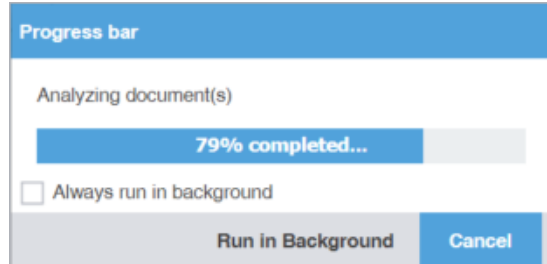 Progress bar
Analyzing document(s)
79% completed...
Always run in background
Run in Background Cancel